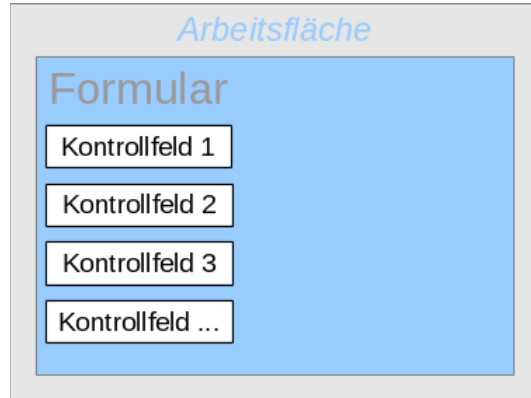 Arbeitsfläche
Formular
Kontrollfeld 1
Kontrollfeld 2
Kontrollfeld 3
Kontrollfeld ...